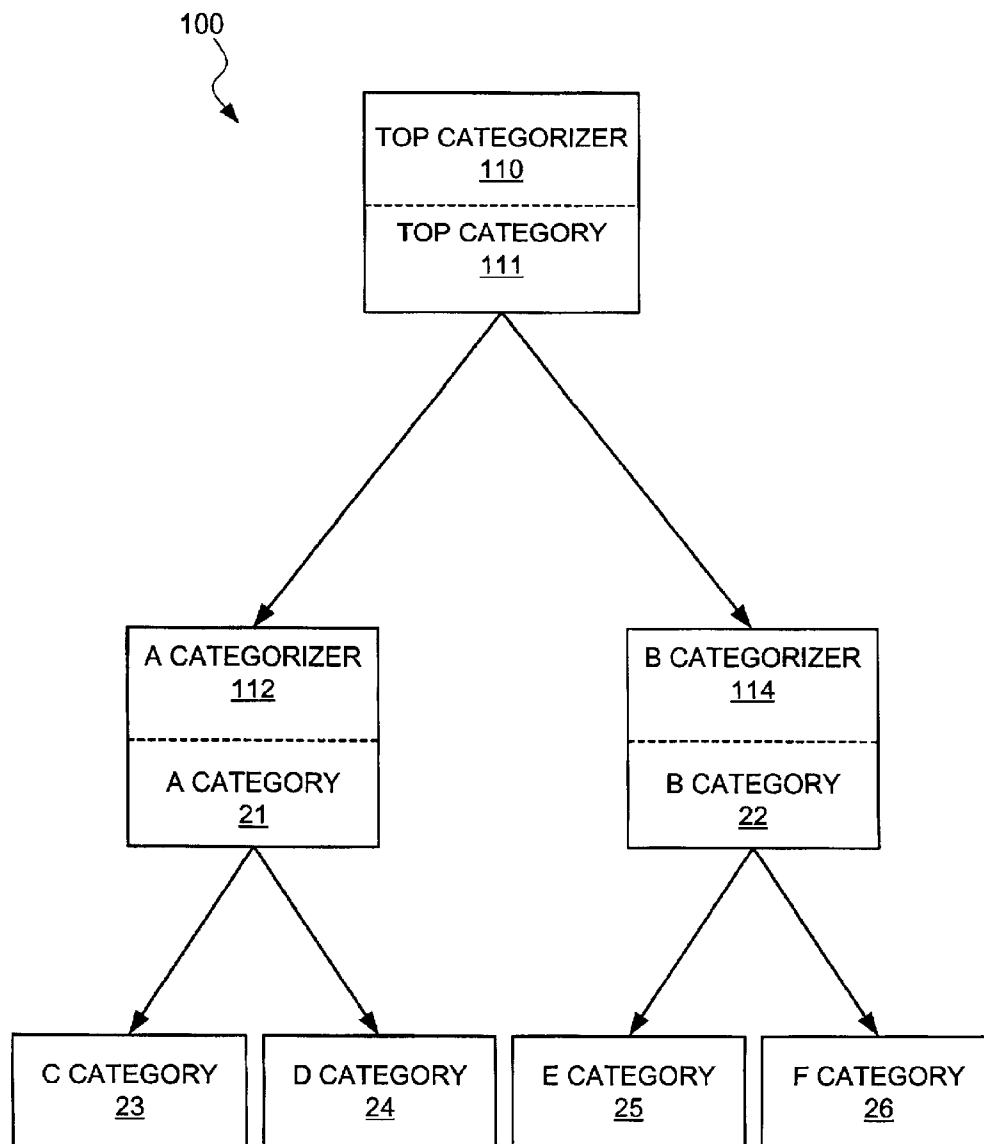 100
TOP CATEGORIZER
110
TOP CATEGORY
111
A CATEGORIZER
112
A CATEGORY
21
B CATEGORIZER
114
B CATEGORY
22
C CATEGORY
23
D CATEGORY
24
E CATEGORY
25
F CATEGORY
26